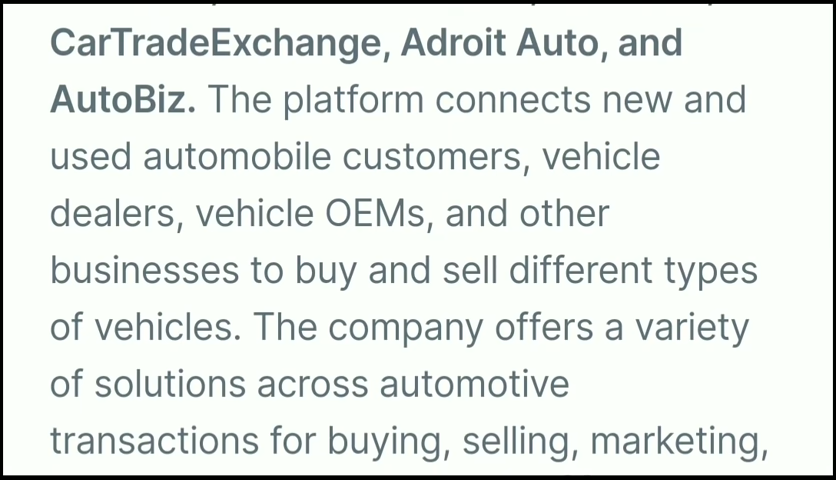 CarTradeExchange, Adroit Auto, and
AutoBiz. The platform connects new and
used automobile customers, vehicle
dealers, vehicle OEMs, and other
businesses to buy and sell different types
of vehicles. The company offers a variety
of solutions across automotive
transactions for buying, selling, marketing,